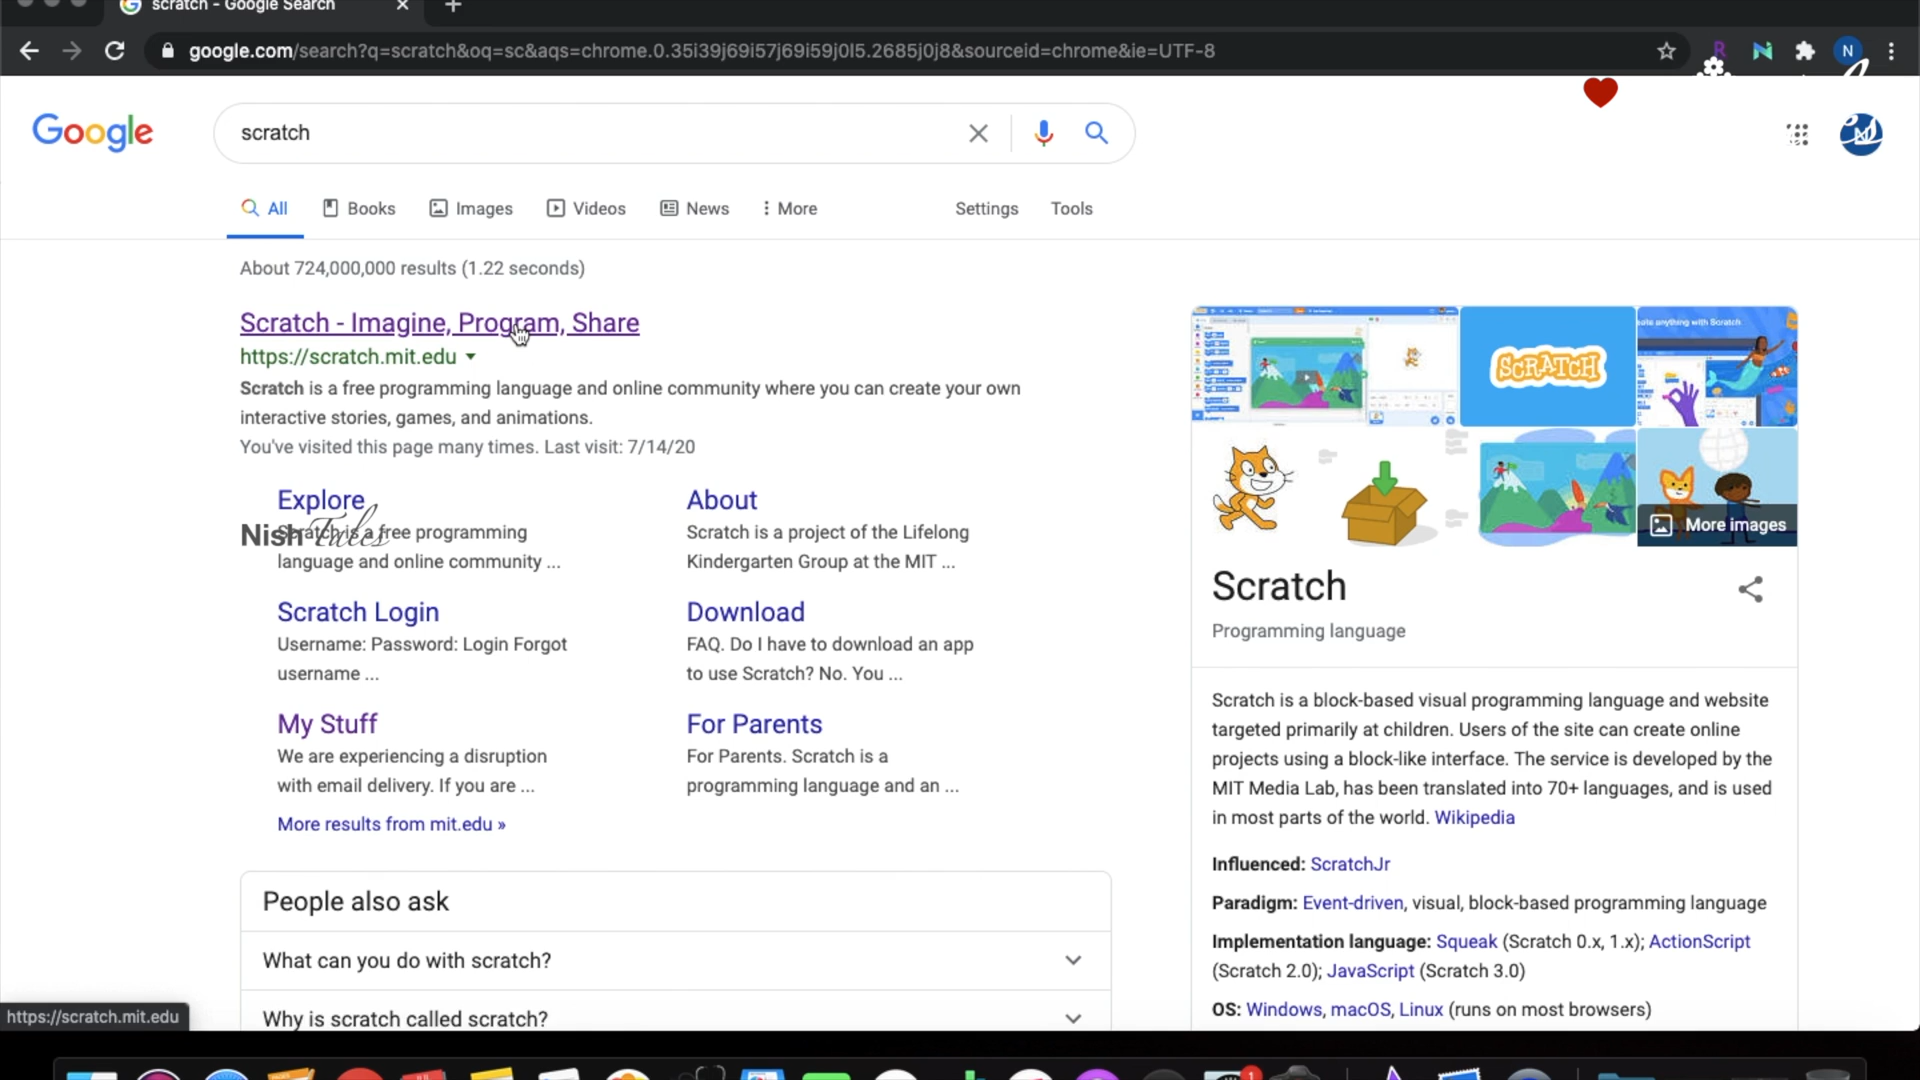 scratch - Google Search
google.com/search?q=scratch&oq=sc&aqs=chrome.0.35i39j69i57j69i59j0l5.2685j0j8&sourceid=chrome&ie=UTF-8
R N N
Google
scratch
All Books Images Videos News More Settings Tools
About 724,000,000 results (1.22 seconds)
Scratch - Imagine, Program, Share
https://scratch.mit.edu
Scratch is a free programming language and online community where you can create your own
interactive stories, games, and animations.
You've visited this page many times. Last visit: 7/14/20
Explore
Scratch is a free programming
language and online community ...
Nish Tales
About
Scratch is a project of the Lifelong
Kindergarten Group at the MIT ...
Scratch Login
Username: Password: Login Forgot
username ...
Download
FAQ. Do I have to download an app
to use Scratch? No. You ...
My Stuff
We are experiencing a disruption
with email delivery. If you are ...
For Parents
For Parents. Scratch is a
programming language and an ...
More results from mit.edu »
People also ask
What can you do with scratch?
Why is scratch called scratch?
https://scratch.mit.edu
SCRATCH
anything with Scratch
More images
Scratch
Programming language
Scratch is a block-based visual programming language and website
targeted primarily at children. Users of the site can create online
projects using a block-like interface. The service is developed by the
MIT Media Lab, has been translated into 70+ languages, and is used
in most parts of the world. Wikipedia
Influenced: ScratchJr
Paradigm: Event-driven, visual, block-based programming language
Implementation language: Squeak (Scratch 0.x, 1.x); ActionScript
(Scratch 2.0); JavaScript (Scratch 3.0)
OS: Windows, macOS, Linux (runs on most browsers)
1